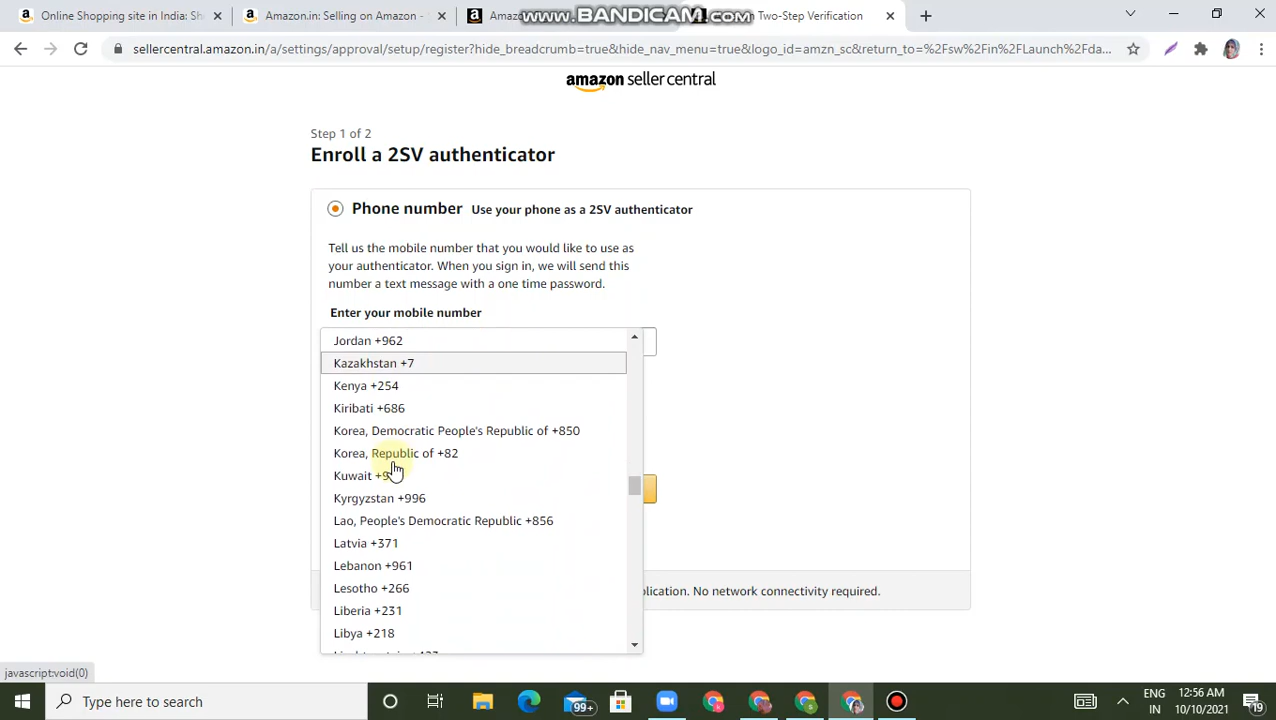 Online Shopping site in India: Sh
Amazon.in: Selling on Amazon -
Amazo
Two-Step Verification
www.BANDICAM.com
sellercentral.amazon.in/a/settings/approval/setup/register?hide_breadcrumb=true&hide_nav_menu=true&logo_id=amzn_sc&return_to=%2Fsw%2Fin%2FLaunch%2Fda...
amazon seller central
Step 1 of 2
Enroll a 2SV authenticator
Phone number Use your phone as a 2SV authenticator
Tell us the mobile number that you would like to use as
your authenticator. When you sign in, we will send this
number a text message with a one time password.
Enter your mobile number
Jordan +962
Kazakhstan +7
Kenya +254
Kiribati +686
Korea, Democratic People's Republic of +850
Korea, Republic of +82
Kuwait +9
Kyrgyzstan +996
Lao, People's Democratic Republic +856
Latvia +371
Lebanon +961
Lesotho +266
plication. No network connectivity required.
Liberia +231
Libya +218
javascript:void(0)
Type here to search
99+
ENG
IN
12:56 AM
10/10/2021
19